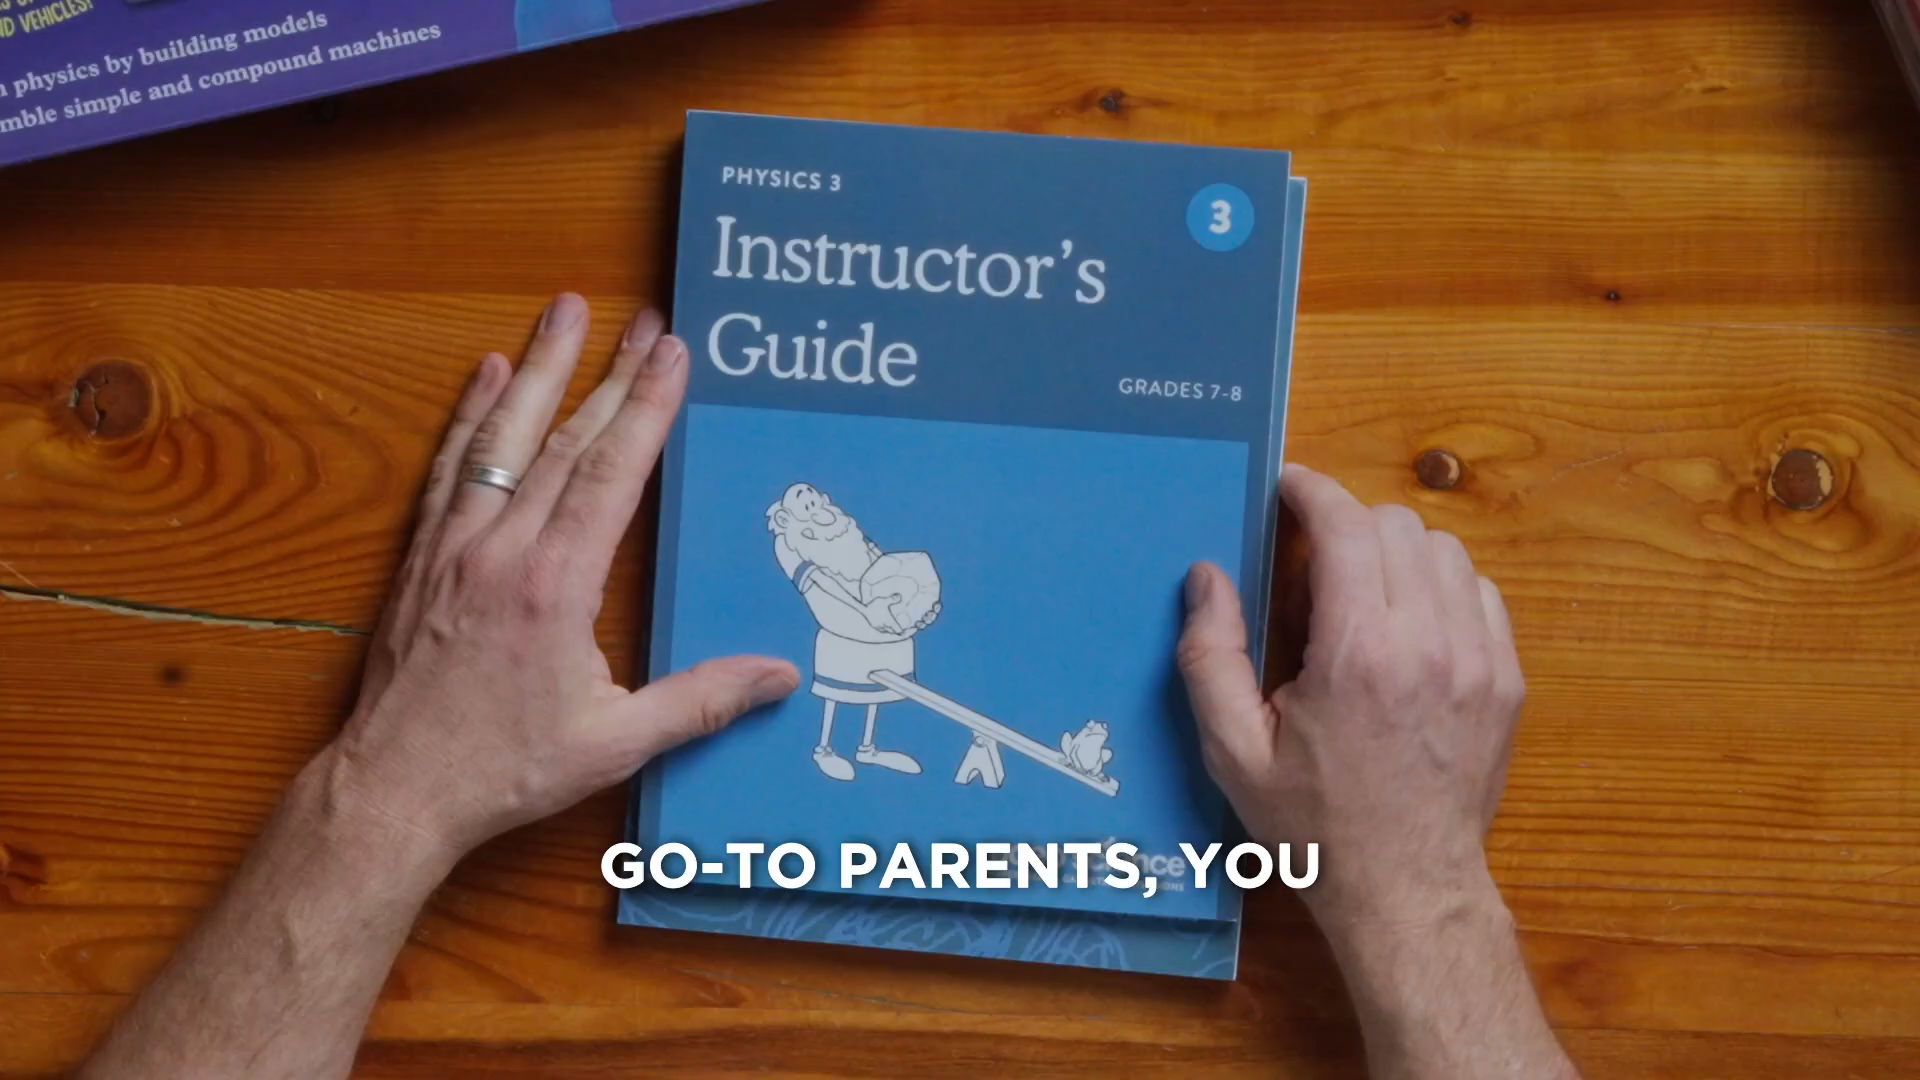 D VEHICLES!
physics by building models
mble simple and compound machines
PHYSICS 3
3
Instructor's
Guide
GRADES 7-8
GO-TO PARENTS, YOU